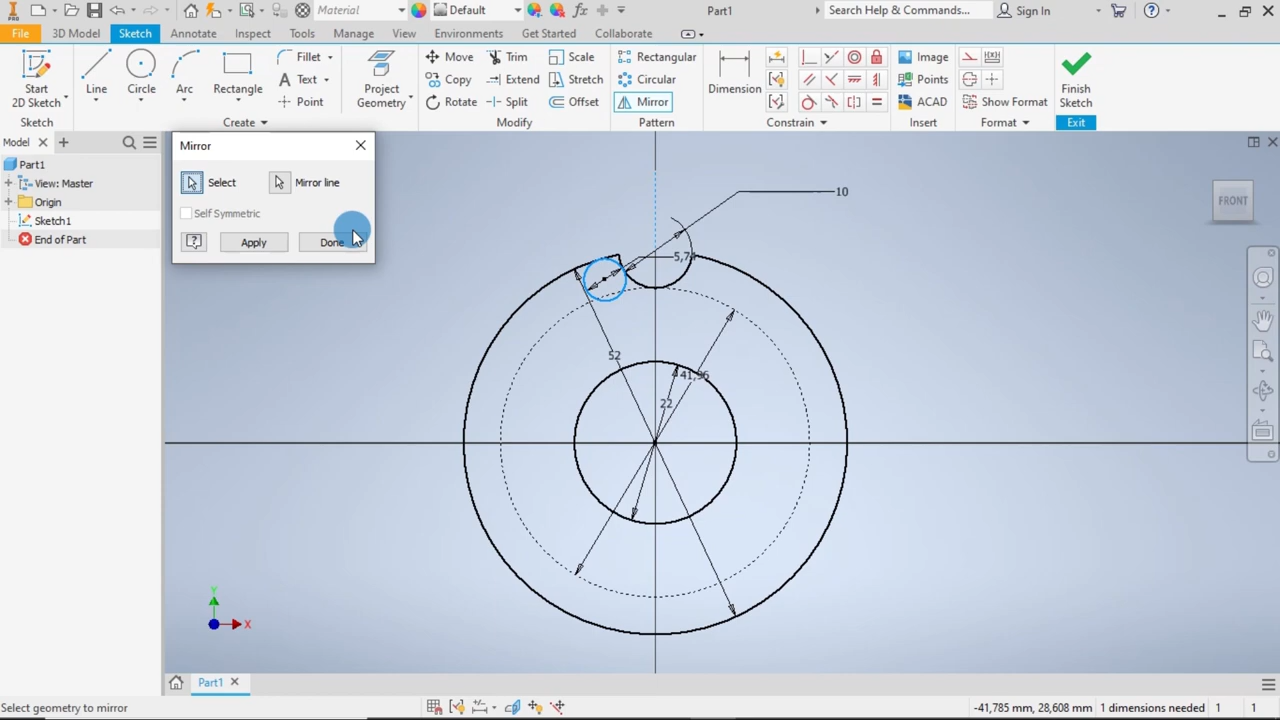 PRO
Material
Default
fx
Part1
Search Help & Commands...
Sign In
File
3D Model
Sketch
Annotate
Inspect
Tools
Manage
View
Environments
Get Started
Collaborate
Start
2D Sketch
Line
Circle
Arc
Rectangle
Fillet
Text
Point
Project
Geometry
Move
Trim
Scale
Copy
Extend
Stretch
Rotate
Split
Offset
Rectangular
Circular
Mirror
Dimension
Image
Points
ACAD
Show Format
Finish
Sketch
Sketch
Create
Modify
Pattern
Constrain
Insert
Format
Exit
Model
Part1
View: Master
Origin
Sketch1
End of Part
Mirror
Select
Mirror line
Self Symmetric
Apply
Done
10
52
41,96
22
FRONT
Y
X
Part1
Select geometry to mirror
-41,785 mm, 28,608 mm
1 dimensions needed
1
1